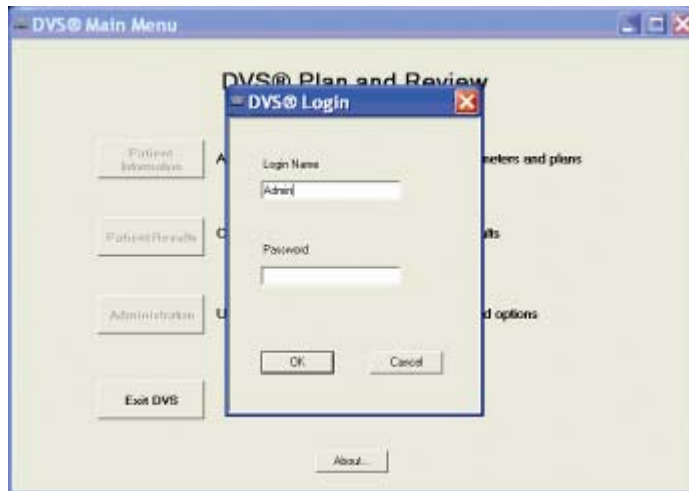 DVS® Main Menu
DVS® Plan and Review
DVS® Login
Patient Information
A
meters and plans
Login Name
Admin
Patient Results
C
lts
Password
Administration
U
d options
OK
Cancel
Exit DVS
About...